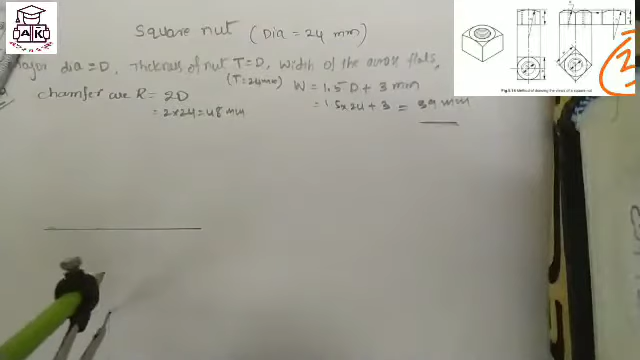 AK
Square nut (Dia = 24 mm)
Major dia = D, Thickness of nut T = D, Width of the across flats,
(T = 24 mm) W = 1.5 D + 3 mm
chamfer arc R = 2D
= 1.5x24 + 3 = 39 mm
= 2x24 = 48 mm